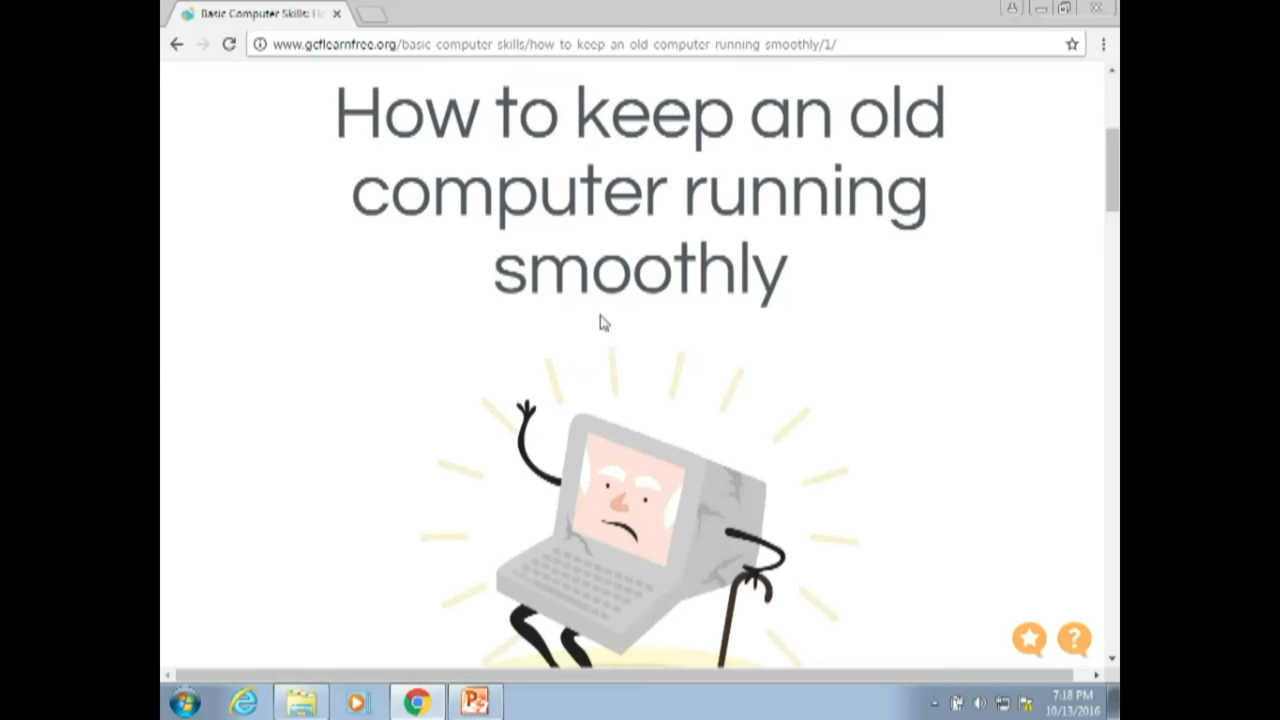 Basic Computer Skills: H
www.gcflearnfree.org/basic computer skills/how to keep an old computer running smoothly/1/
How to keep an old
computer running
smoothly
7:18 PM
10/13/2016